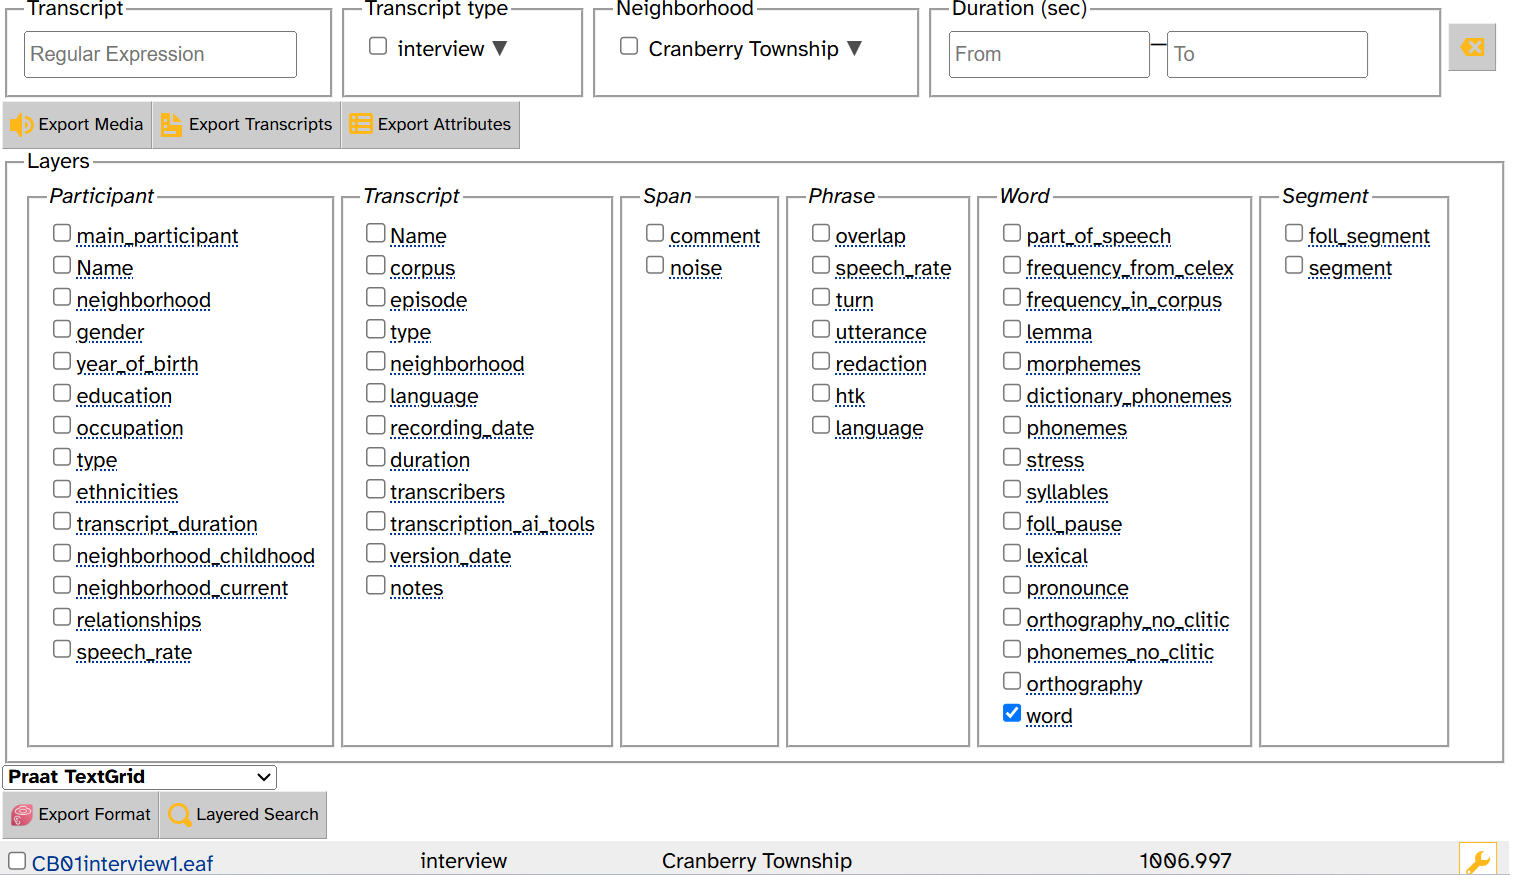 Transcript
Transcript type
Neighborhood
Duration (sec)
Regular Expression
interview ▼
Cranberry Township ▼
From
–
To
Export Media
Export Transcripts
Export Attributes
Layers
Participant
main_participant
Name
neighborhood
gender
year_of_birth
education
occupation
type
ethnicities
transcript_duration
neighborhood_childhood
neighborhood_current
relationships
speech_rate
Transcript
Name
corpus
episode
type
neighborhood
language
recording_date
duration
transcribers
transcription_ai_tools
version_date
notes
Span
comment
noise
Phrase
overlap
speech_rate
turn
utterance
redaction
htk
language
Word
part_of_speech
frequency_from_celex
frequency_in_corpus
lemma
morphemes
dictionary_phonemes
phonemes
stress
syllables
foll_pause
lexical
pronounce
orthography_no_clitic
phonemes_no_clitic
orthography
word
Segment
foll_segment
segment
Praat TextGrid
Export Format
Layered Search
CB01interview1.eaf interview Cranberry Township 1006.997